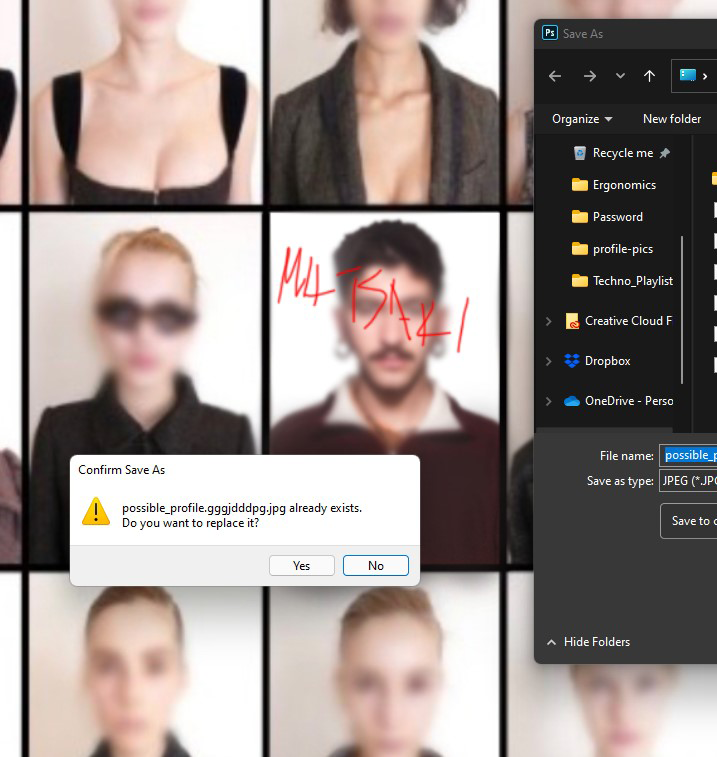 Ps Save As
Organize
New folder
Recycle me
Ergonomics
Password
profile-pics
Techno_Playlist
Creative Cloud F
Dropbox
OneDrive - Perso
File name: possible_p
Save as type: JPEG (*.JPG
Save to c
Hide Folders
Confirm Save As
possible_profile.gggjdddpg.jpg already exists.
Do you want to replace it?
Yes
No